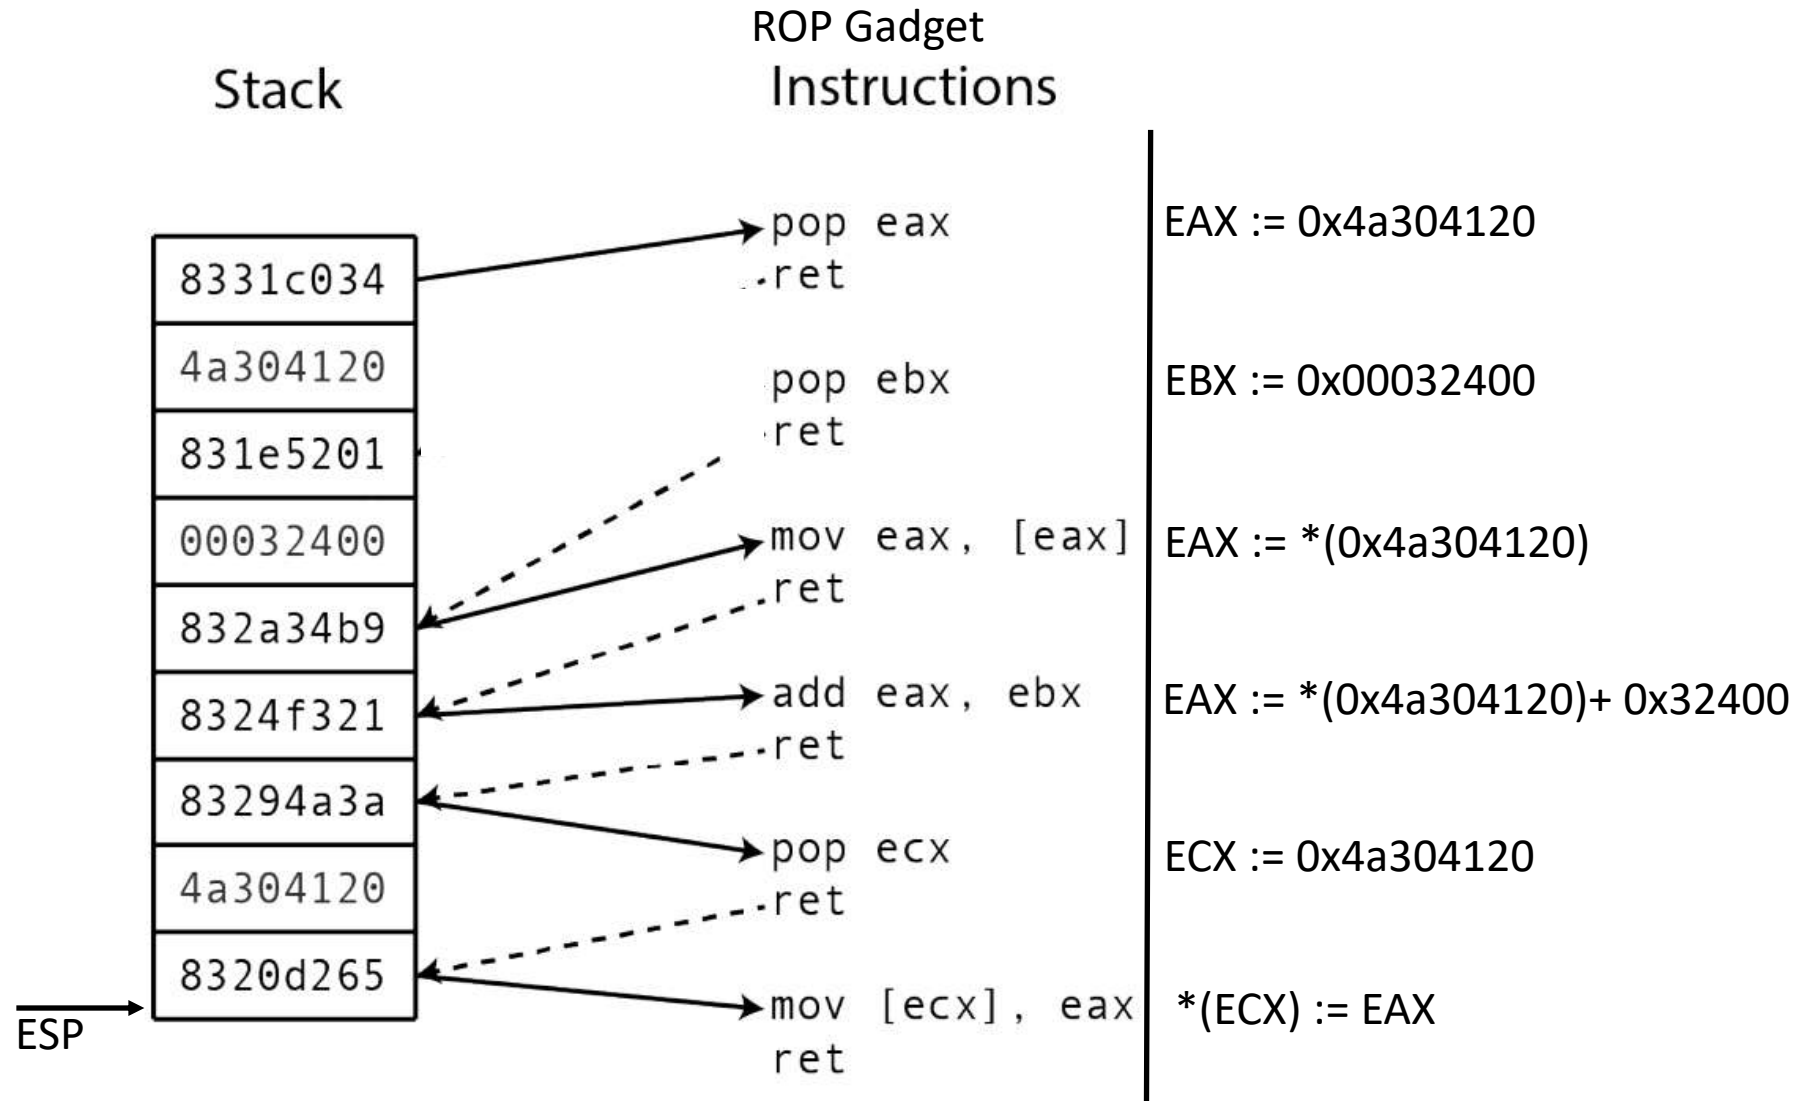 ROP Gadget
Stack
Instructions
8331c034
4a304120
831e5201
00032400
832a34b9
8324f321
83294a3a
4a304120
8320d265
ESP
pop eax
ret
pop ebx
ret
mov eax, [eax]
ret
add eax, ebx
ret
pop ecx
ret
mov [ecx], eax
ret
EAX := 0x4a304120
EBX := 0x00032400
EAX := *(0x4a304120)
EAX := *(0x4a304120)+ 0x32400
ECX := 0x4a304120
*(ECX) := EAX